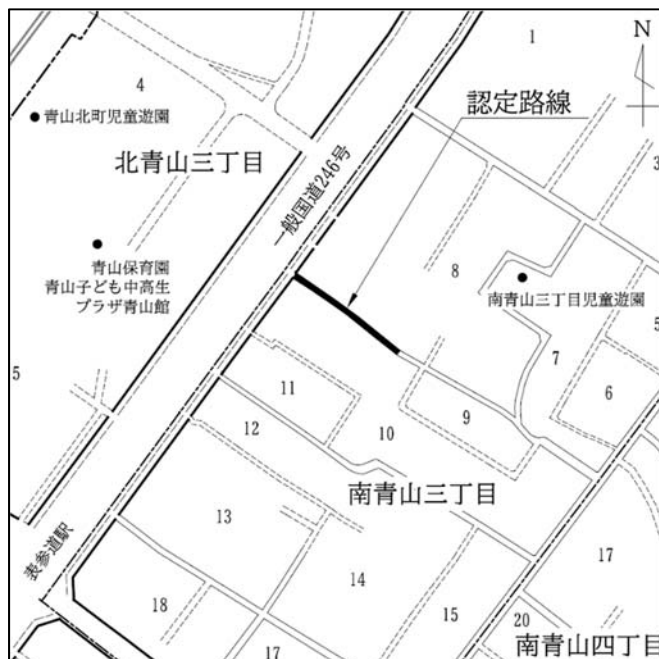 1
N
4
認定路線
青山北町児童遊園
北青山三丁目
一般国道246号
3
8
青山保育園
青山子ども中高生
プラザ青山館
南青山三丁目児童遊園
5
5
7
6
11
9
12
10
南青山三丁目
13
17
表参道駅
14
18
15
20
17
南青山四丁目